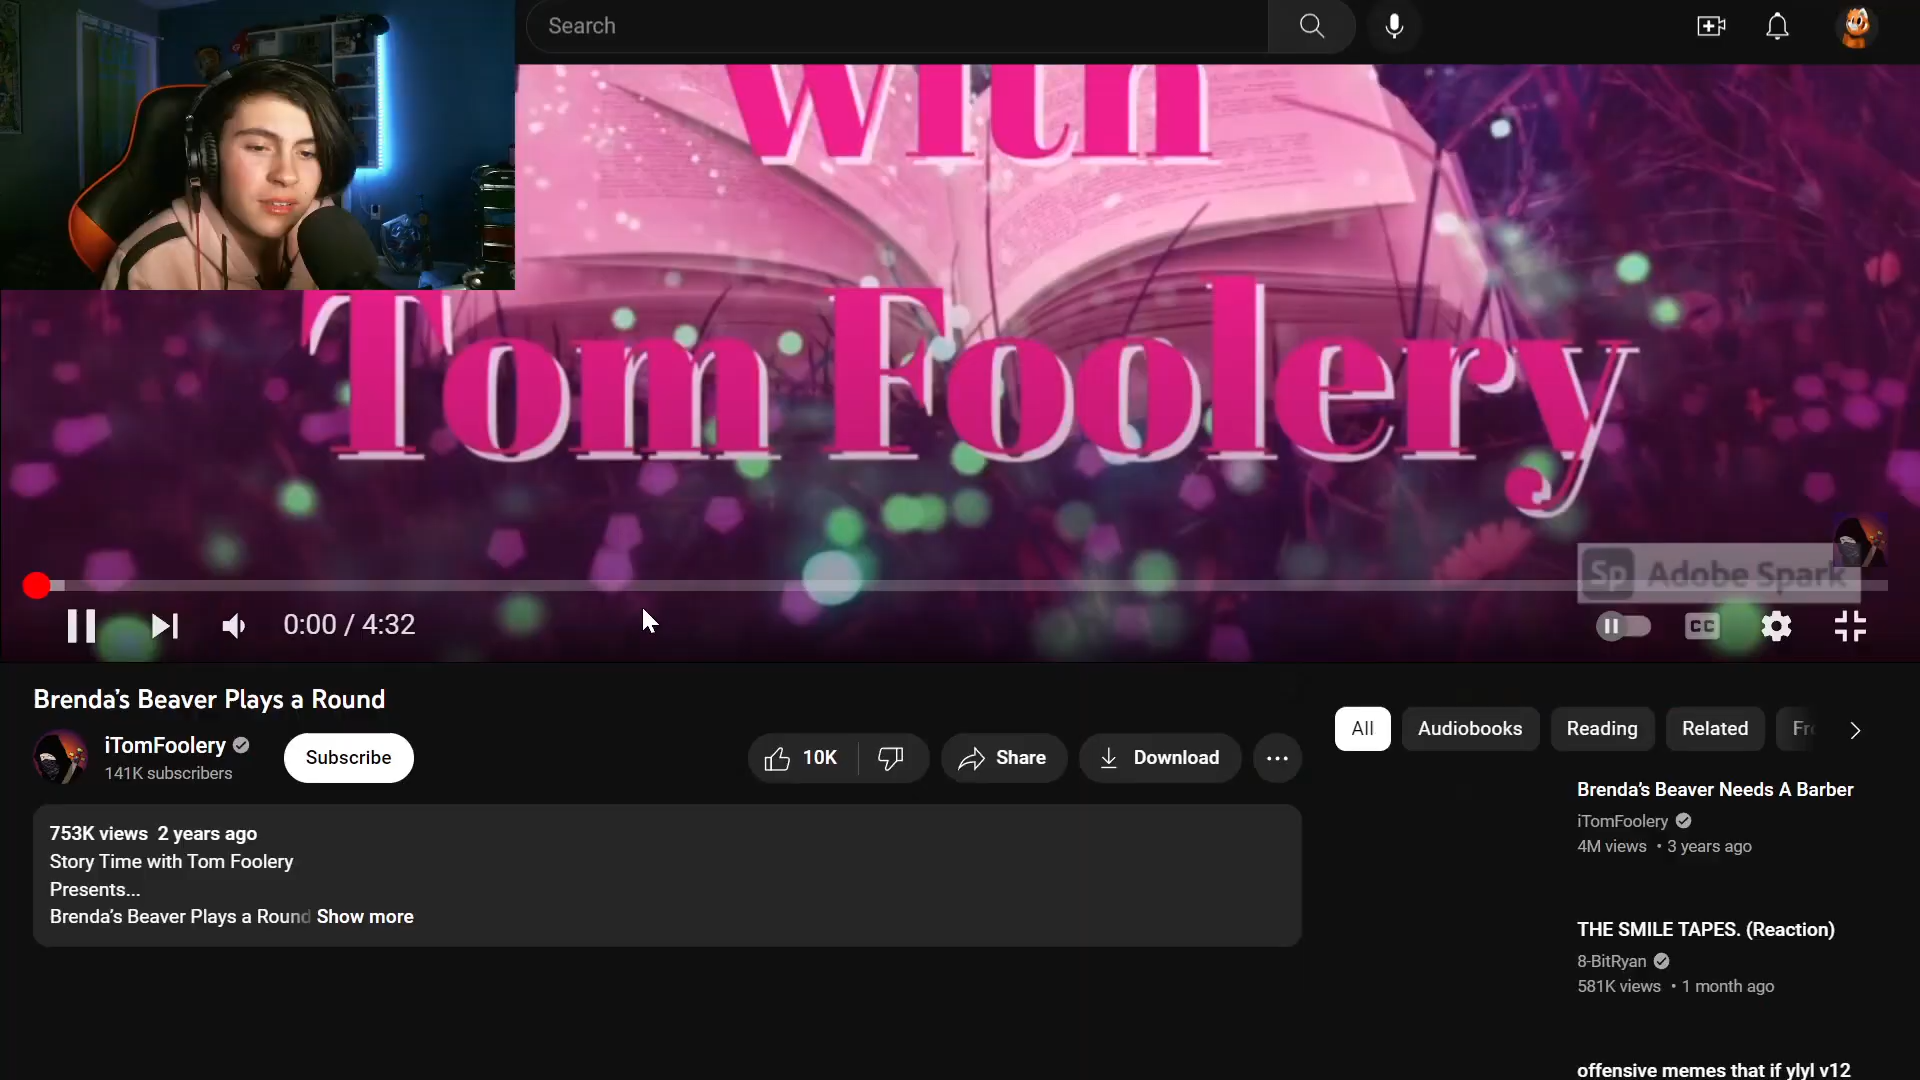 Search
with
Tom Foolery
Sp Adobe Spark
0:00 / 4:32
CC
Brenda’s Beaver Plays a Round
iTomFoolery
141K subscribers
Subscribe
10K
Share
Download
753K views 2 years ago
Story Time with Tom Foolery
Presents...
Brenda’s Beaver Plays a Round Show more
All
Audiobooks
Reading
Related
Brenda’s Beaver Needs A Barber
iTomFoolery
4M views • 3 years ago
THE SMILE TAPES. (Reaction)
8-BitRyan
581K views • 1 month ago
offensive memes that if ylyl v12